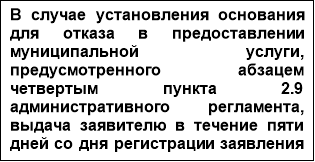 В случае установления основания
для отказа в предоставлении
муниципальной услуги,
предусмотренного абзацем
четвертым пункта 2.9
административного регламента,
выдача заявителю в течение пяти
дней со дня регистрации заявления